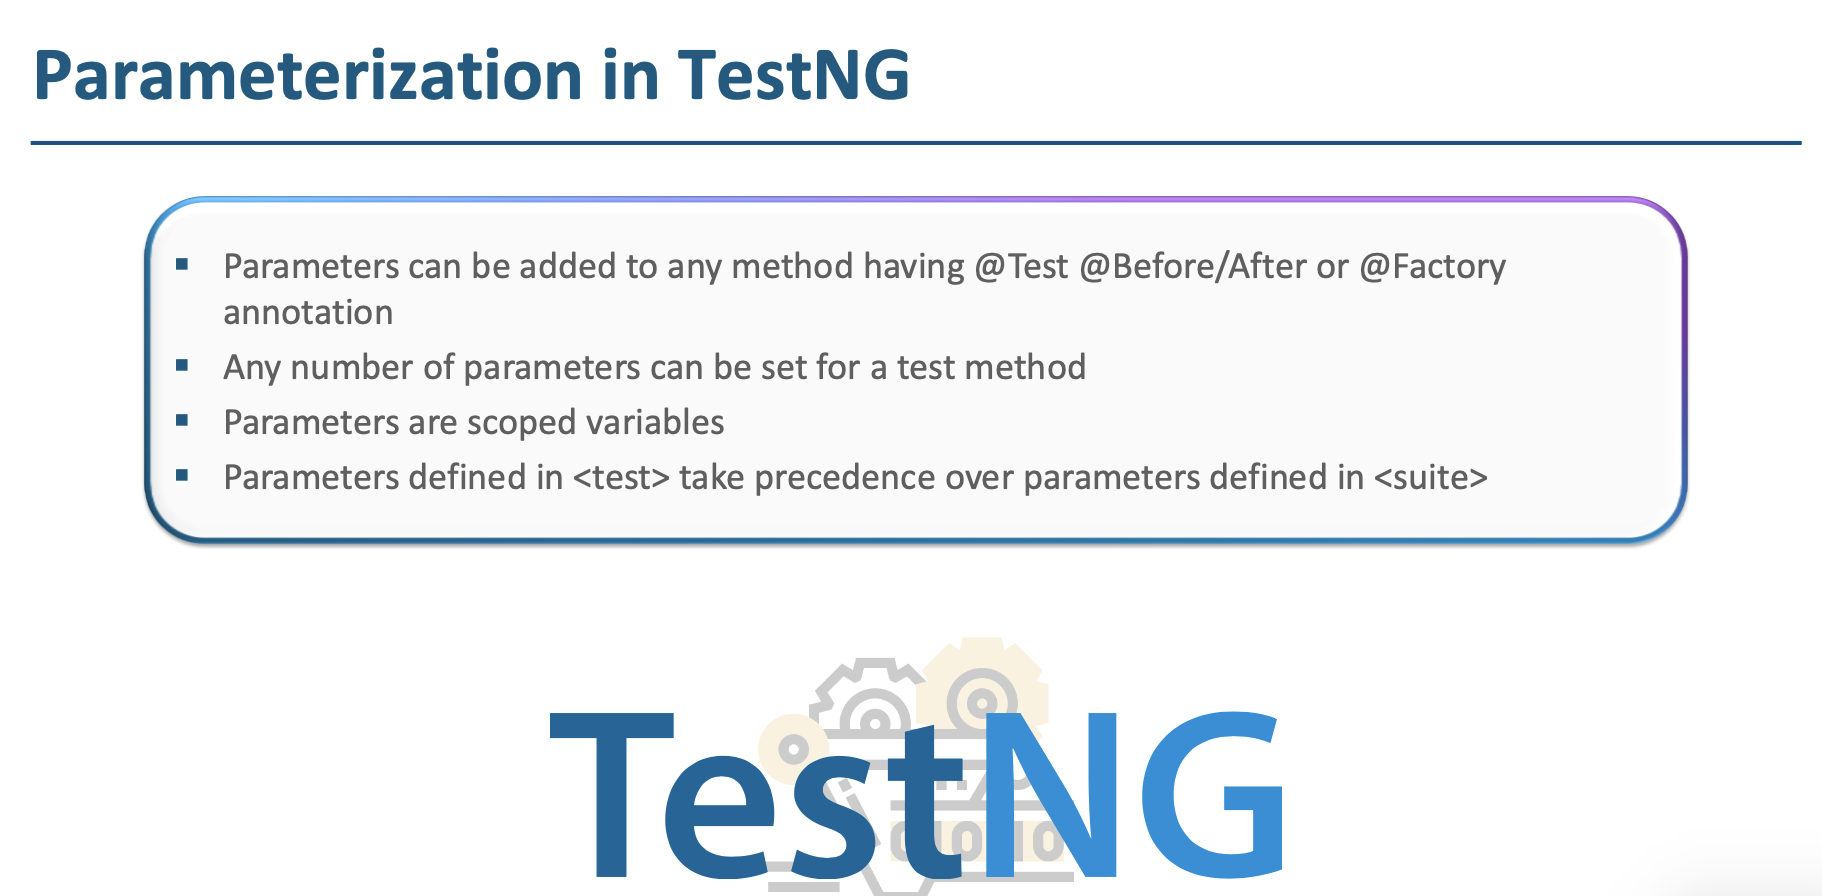 Parameterization in TestNG
▪ Parameters can be added to any method having @Test @Before/After or @Factory
annotation
▪ Any number of parameters can be set for a test method
▪ Parameters are scoped variables
▪ Parameters defined in <test> take precedence over parameters defined in <suite>
TestNG